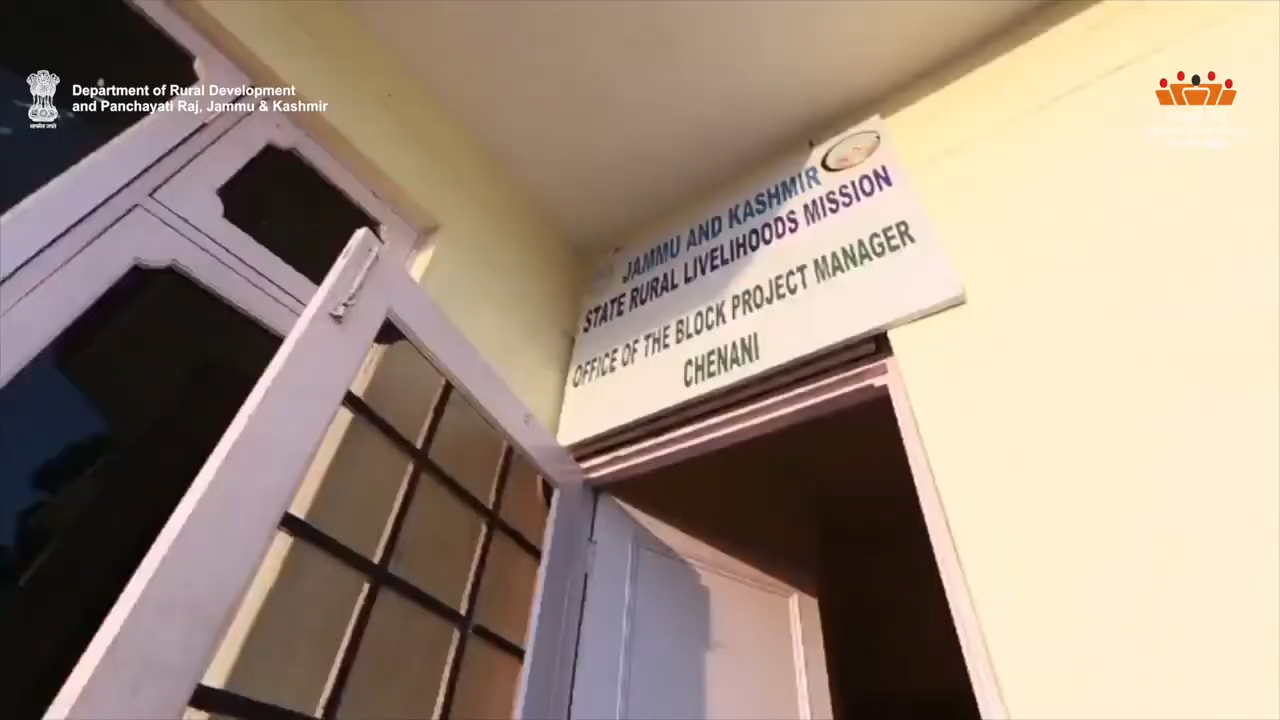 Department of Rural Development
and Panchayati Raj, Jammu & Kashmir
JAMMU AND KASHMIR
STATE RURAL LIVELIHOODS MISSION
OFFICE OF THE BLOCK PROJECT MANAGER
CHENANI